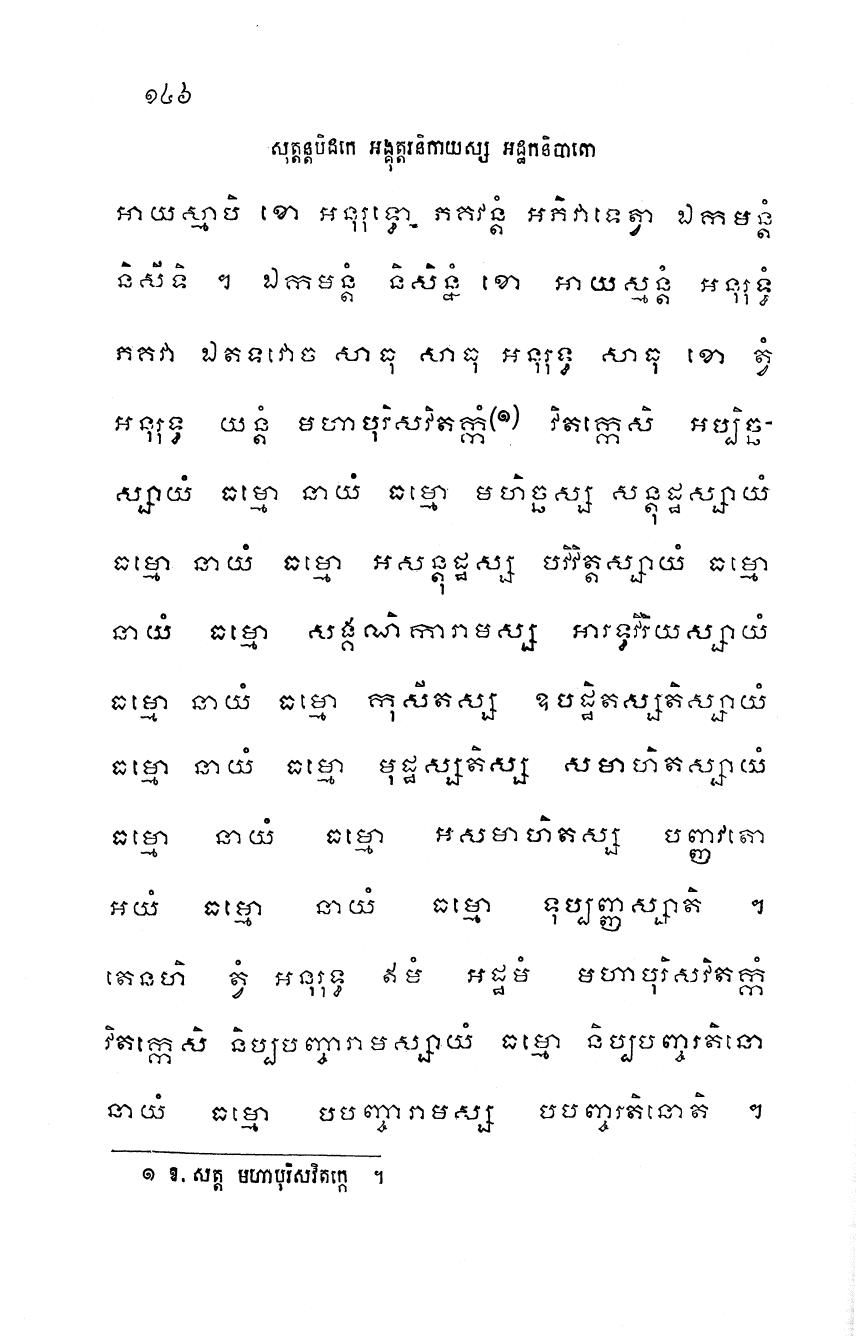 ១៤៦
សុត្តន្តបិដកេ អង្គុត្តរនិកាយស្ស អដ្ឋកនិបាតោ
អាយស្មាបិ ខោ អនុរុទ្ធោ ភគវន្តំ អភិវាទេត្វា ឯកមន្តំ
និសីទិ ។ ឯកមន្តំ និសិន្នំ ខោ អាយស្មន្តំ អនុរុទ្ធំ
ភគវា ឯតទវោច សាធុ សាធុ អនុរុទ្ធ សាធុ ខោ ត្វំ
អនុរុទ្ធ យន្តំ មហាបុរិសវិតក្កំ(១) វិតក្កេសិ អប្បិច្ឆ-
ស្សាយំ ធម្មោ នាយំ ធម្មោ មហិច្ឆស្ស សន្តុដ្ឋស្សាយំ
ធម្មោ នាយំ ធម្មោ អសន្តុដ្ឋស្ស បវិវិត្តស្សាយំ ធម្មោ
នាយំ ធម្មោ សង្គណិការាមស្ស អារទ្ធវីរិយស្សាយំ
ធម្មោ នាយំ ធម្មោ កុសីតស្ស ឧបដ្ឋិតស្សតិស្សាយំ
ធម្មោ នាយំ ធម្មោ មុដ្ឋស្សតិស្ស សមាហិតស្សាយំ
ធម្មោ នាយំ ធម្មោ អសមាហិតស្ស បញ្ញវតោ
អយំ ធម្មោ នាយំ ធម្មោ ទុប្បញ្ញស្សាតិ ។
តេនហិ ត្វំ អនុរុទ្ធ ឥមំ អដ្ឋមំ មហាបុរិសវិតក្កំ
វិតក្កេសិ និប្បបញ្ចារាមស្សាយំ ធម្មោ និប្បបញ្ចរតិនោ
នាយំ ធម្មោ បបញ្ចារាមស្ស បបញ្ចរតិនោតិ ។
១ ឧ. សត្ត មហាបុរិសវិតក្កេ ។